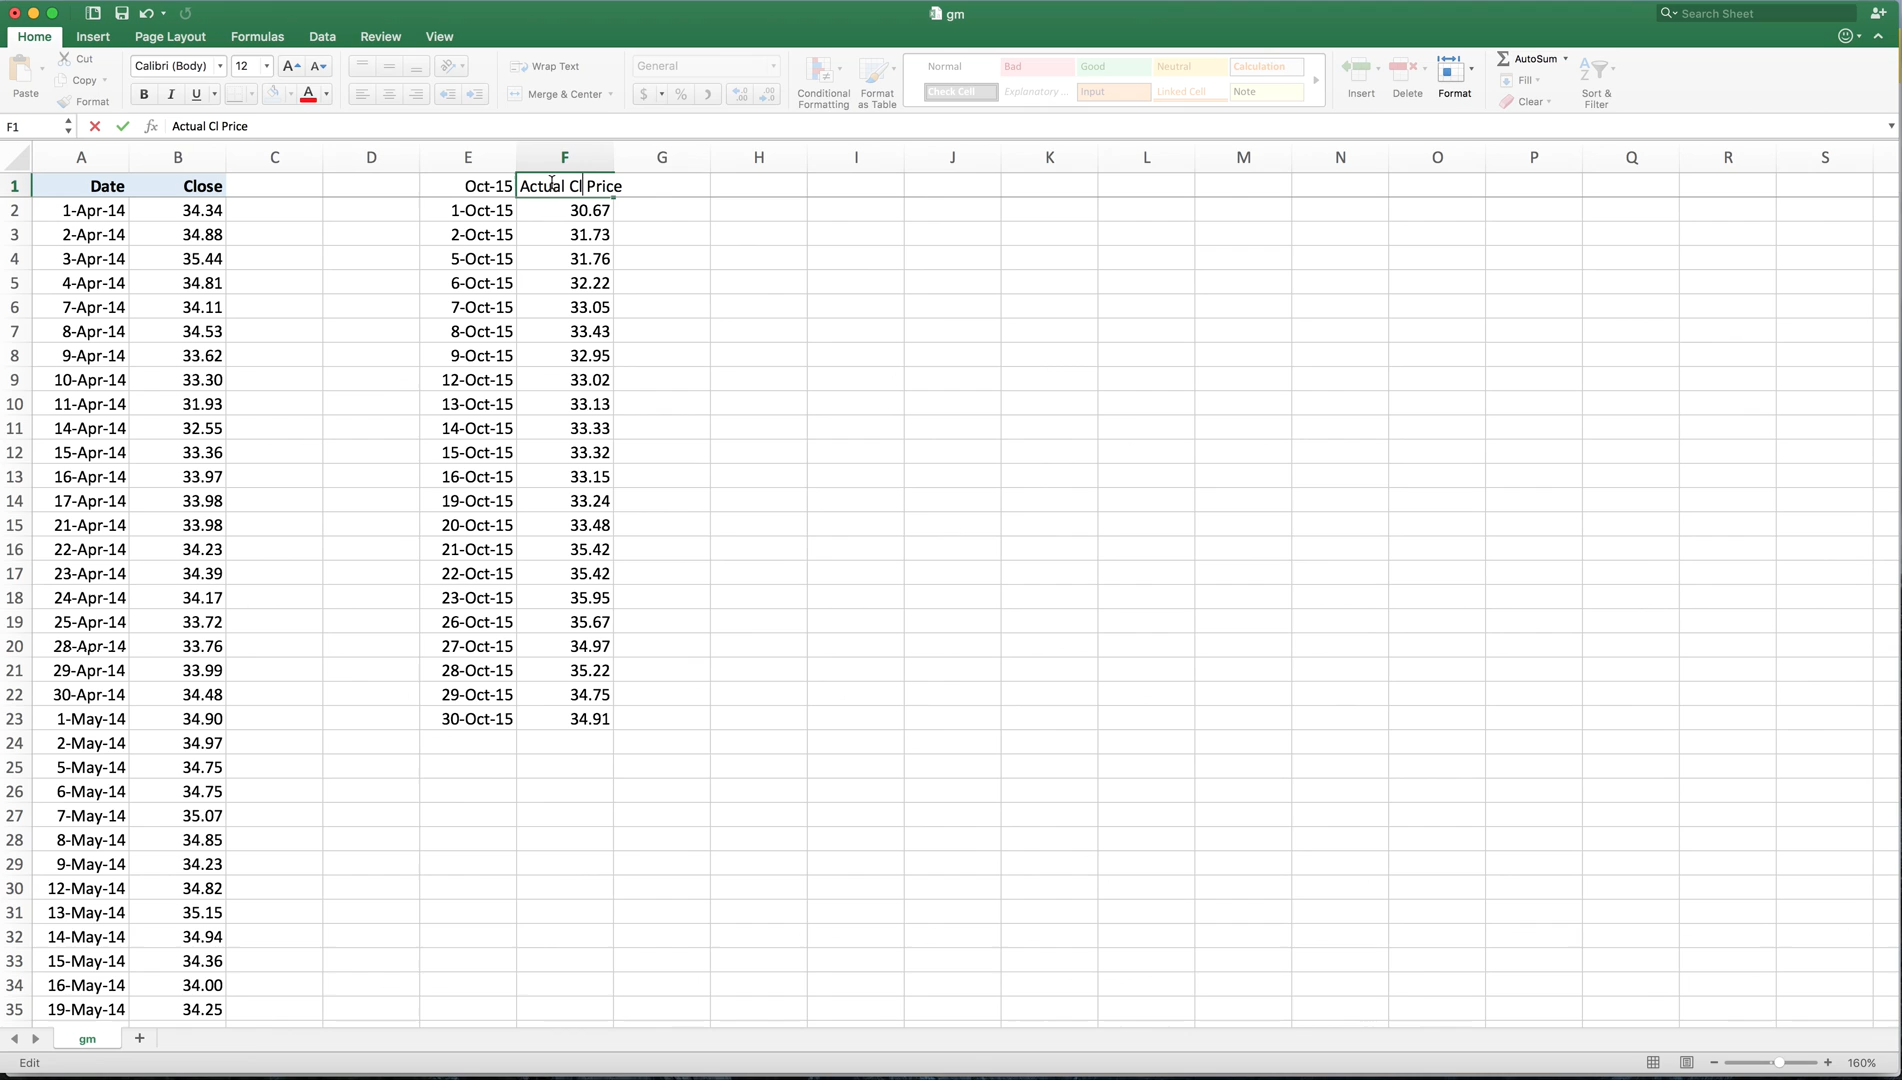 gm
Search Sheet
Home Insert Page Layout Formulas Data Review View
Paste
Cut
Copy
Format
Calibri (Body) 12 A A
B I U A
Wrap Text
Merge & Center
General
$ %
Conditional Formatting
Format as Table
Normal Bad Good Neutral Calculation
Check Cell Explanatory ... Input Linked Cell Note
Insert Delete Format
AutoSum
Fill
Clear
Sort & Filter
F1 fx Actual Cl Price
A B C D E F G H I J K L M N O P Q R S
1 Date Close Oct-15 Actual Cl Price
2 1-Apr-14 34.34 1-Oct-15 30.67
3 2-Apr-14 34.88 2-Oct-15 31.73
4 3-Apr-14 35.44 5-Oct-15 31.76
5 4-Apr-14 34.81 6-Oct-15 32.22
6 7-Apr-14 34.11 7-Oct-15 33.05
7 8-Apr-14 34.53 8-Oct-15 33.43
8 9-Apr-14 33.62 9-Oct-15 32.95
9 10-Apr-14 33.30 12-Oct-15 33.02
10 11-Apr-14 31.93 13-Oct-15 33.13
11 14-Apr-14 32.55 14-Oct-15 33.33
12 15-Apr-14 33.36 15-Oct-15 33.32
13 16-Apr-14 33.97 16-Oct-15 33.15
14 17-Apr-14 33.98 19-Oct-15 33.24
15 21-Apr-14 33.98 20-Oct-15 33.48
16 22-Apr-14 34.23 21-Oct-15 35.42
17 23-Apr-14 34.39 22-Oct-15 35.42
18 24-Apr-14 34.17 23-Oct-15 35.95
19 25-Apr-14 33.72 26-Oct-15 35.67
20 28-Apr-14 33.76 27-Oct-15 34.97
21 29-Apr-14 33.99 28-Oct-15 35.22
22 30-Apr-14 34.48 29-Oct-15 34.75
23 1-May-14 34.90 30-Oct-15 34.91
24 2-May-14 34.97
25 5-May-14 34.75
26 6-May-14 34.75
27 7-May-14 35.07
28 8-May-14 34.85
29 9-May-14 34.23
30 12-May-14 34.82
31 13-May-14 35.15
32 14-May-14 34.94
33 15-May-14 34.36
34 16-May-14 34.00
35 19-May-14 34.25
gm
Edit 160%